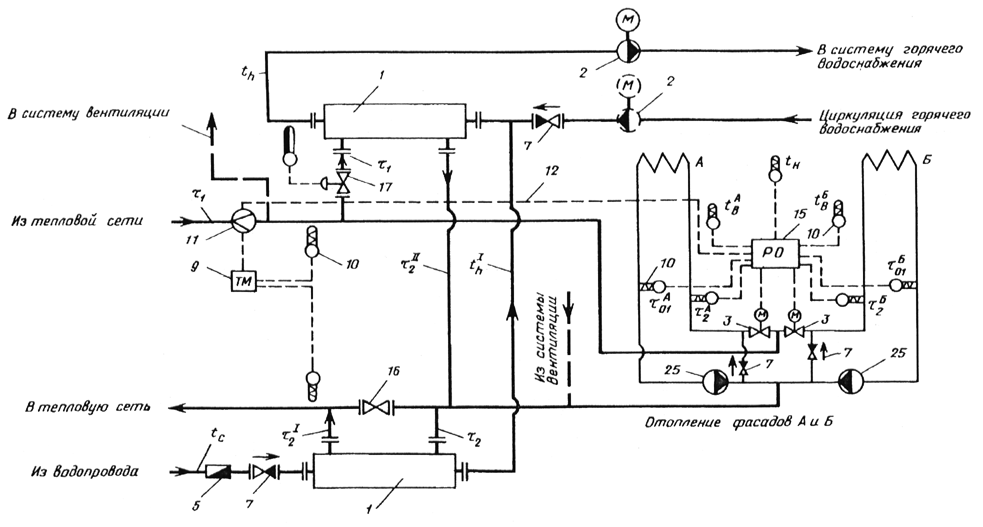 М
В систему горячего
водоснабжения
2
t_h
1
(М)
2
В систему вентиляции
Циркуляция горячего
водоснабжения
7
τ_1
17
12
А
t_н
Б
τ_1
Из тепловой сети
11
t_В^А
15
t_В^Б
10
РО
9
ТМ
10
τ_2^II
t_h^I
10
τ_01^А
τ_2^А
τ_01^Б
τ_2^Б
М
М
3
3
Из системы
Вентиляции
7
7
25
25
16
В тепловую сеть
τ_2^I
τ_2
Отопление фасадов А и Б
t_с
Из водопровода
5
7
1